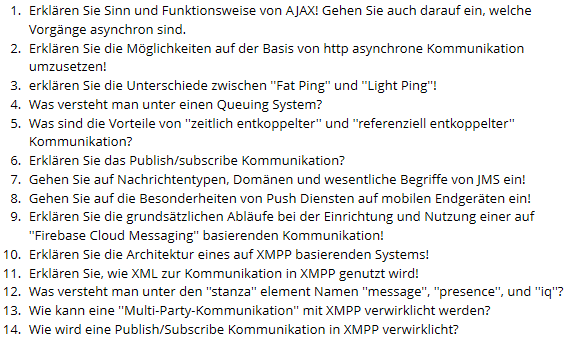 1. Erklären Sie Sinn und Funktionsweise von AJAX! Gehen Sie auch darauf ein, welche
Vorgänge asynchron sind.
2. Erklären Sie die Möglichkeiten auf der Basis von http asynchrone Kommunikation
umzusetzen!
3. erklären Sie die Unterschiede zwischen "Fat Ping" und "Light Ping"!
4. Was versteht man unter einen Queuing System?
5. Was sind die Vorteile von "zeitlich entkoppelter" und "referenziell entkoppelter"
Kommunikation?
6. Erklären Sie das Publish/subscribe Kommunikation?
7. Gehen Sie auf Nachrichtentypen, Domänen und wesentliche Begriffe von JMS ein!
8. Gehen Sie auf die Besonderheiten von Push Diensten auf mobilen Endgeräten ein!
9. Erklären Sie die grundsätzlichen Abläufe bei der Einrichtung und Nutzung einer auf
"Firebase Cloud Messaging" basierenden Kommunikation!
10. Erklären Sie die Architektur eines auf XMPP basierenden Systems!
11. Erklären Sie, wie XML zur Kommunikation in XMPP genutzt wird!
12. Was versteht man unter den "stanza" element Namen "message", "presence", und "iq"?
13. Wie kann eine "Multi-Party-Kommunikation" mit XMPP verwirklicht werden?
14. Wie wird eine Publish/Subscribe Kommunikation in XMPP verwirklicht?